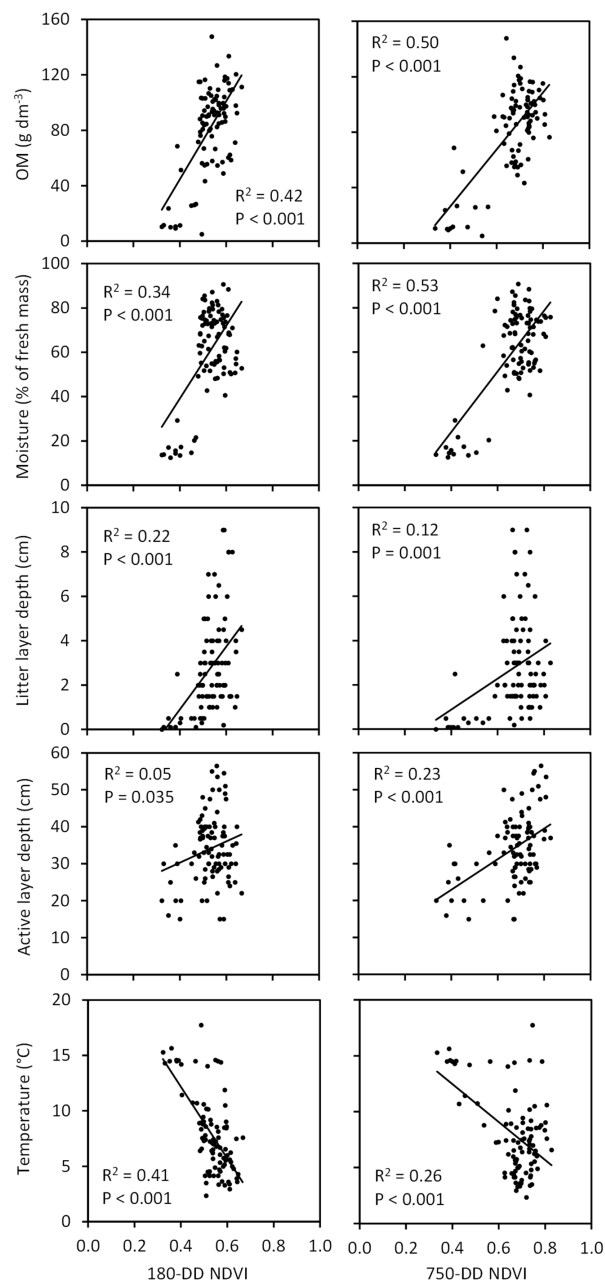 160
120
80
40
0
OM (g dm-3)
R2 = 0.42
P < 0.001
R2 = 0.50
P < 0.001
100
80
60
40
20
0
Moisture (% of fresh mass)
R2 = 0.34
P < 0.001
R2 = 0.53
P < 0.001
10
8
6
4
2
0
Litter layer depth (cm)
R2 = 0.22
P < 0.001
R2 = 0.12
P = 0.001
60
50
40
30
20
10
0
Active layer depth (cm)
R2 = 0.05
P = 0.035
R2 = 0.23
P < 0.001
20
15
10
5
0
Temperature (°C)
R2 = 0.41
P < 0.001
R2 = 0.26
P < 0.001
0.0 0.2 0.4 0.6 0.8 1.0
180-DD NDVI
0.0 0.2 0.4 0.6 0.8 1.0
750-DD NDVI